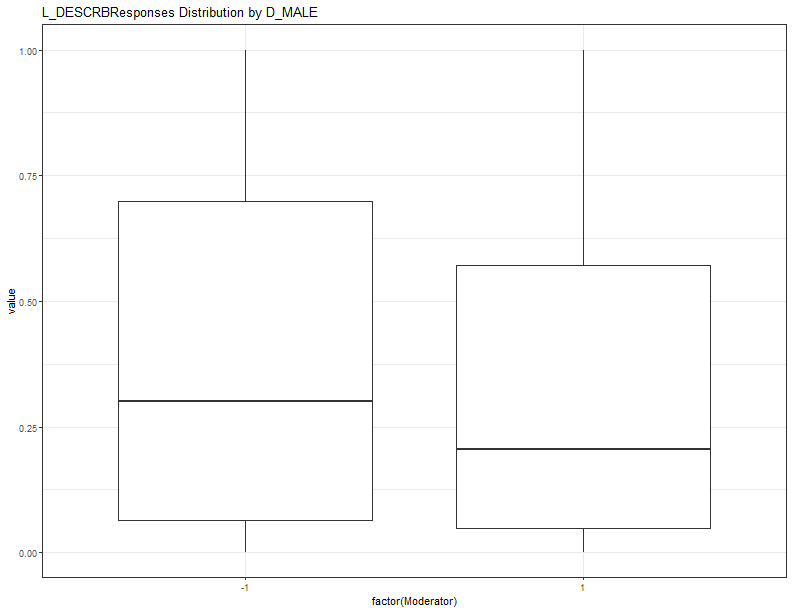 L_DESCRBResponses Distribution by D_MALE
1.00
0.75
0.50
0.25
0.00
value
-1
1
factor(Moderator)